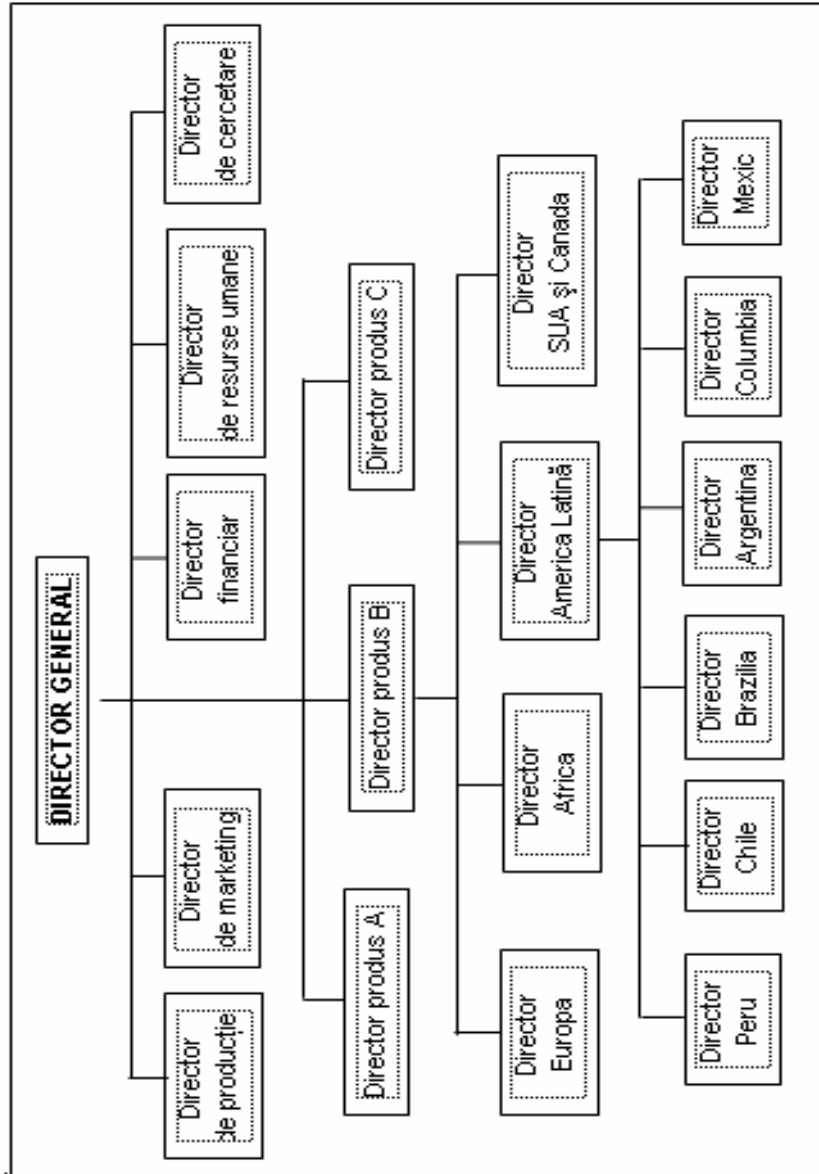 DIRECTOR GENERAL
Director
de producţie
Director
de marketing
Director
financiar
Director
de resurse umane
Director
de cercetare
Director produs A
Director produs B
Director produs C
Director
Europa
Director
Africa
Director
America Latină
Director
SUA şi Canada
Director
Peru
Director
Chile
Director
Brazilia
Director
Argentina
Director
Columbia
Director
Mexic